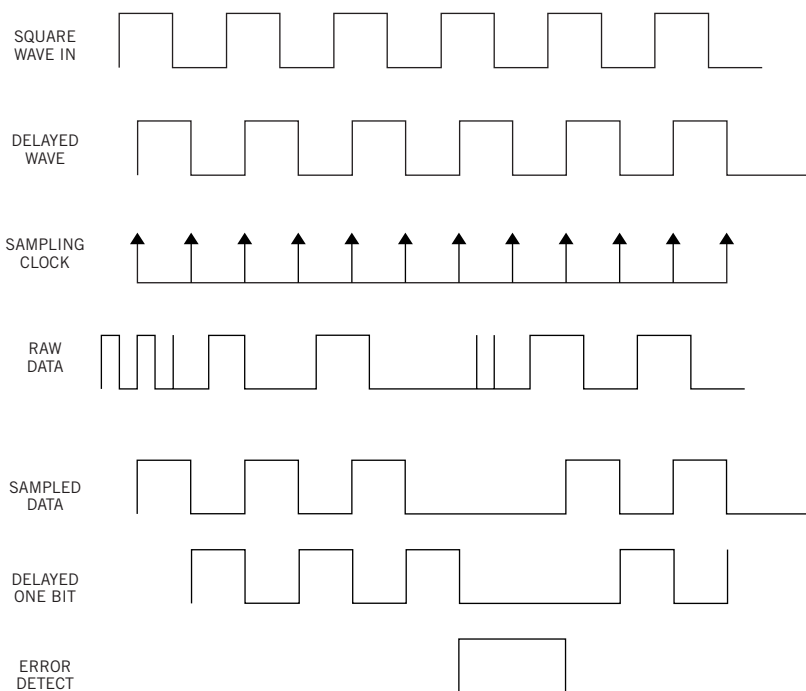 SQUARE
WAVE IN
DELAYED
WAVE
SAMPLING
CLOCK
RAW
DATA
SAMPLED
DATA
DELAYED
ONE BIT
ERROR
DETECT